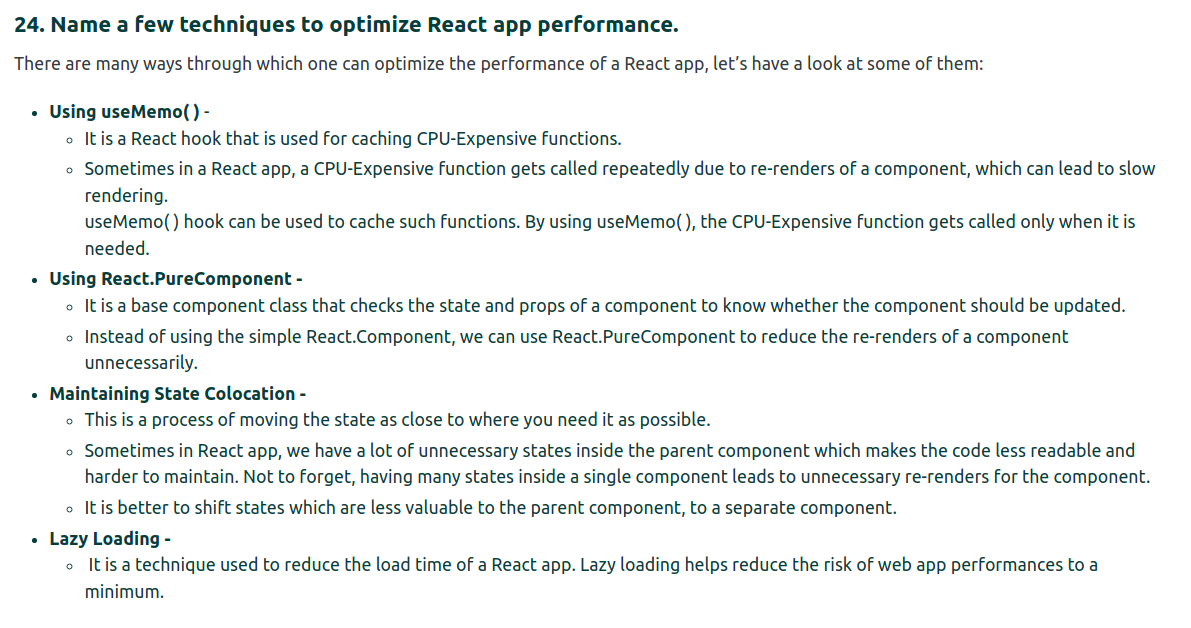 24. Name a few techniques to optimize React app performance.
There are many ways through which one can optimize the performance of a React app, let’s have a look at some of them:
• Using useMemo( ) -
◦ It is a React hook that is used for caching CPU-Expensive functions.
◦ Sometimes in a React app, a CPU-Expensive function gets called repeatedly due to re-renders of a component, which can lead to slow
rendering.
useMemo( ) hook can be used to cache such functions. By using useMemo( ), the CPU-Expensive function gets called only when it is
needed.
• Using React.PureComponent -
◦ It is a base component class that checks the state and props of a component to know whether the component should be updated.
◦ Instead of using the simple React.Component, we can use React.PureComponent to reduce the re-renders of a component
unnecessarily.
• Maintaining State Colocation -
◦ This is a process of moving the state as close to where you need it as possible.
◦ Sometimes in React app, we have a lot of unnecessary states inside the parent component which makes the code less readable and
harder to maintain. Not to forget, having many states inside a single component leads to unnecessary re-renders for the component.
◦ It is better to shift states which are less valuable to the parent component, to a separate component.
• Lazy Loading -
◦ It is a technique used to reduce the load time of a React app. Lazy loading helps reduce the risk of web app performances to a
minimum.